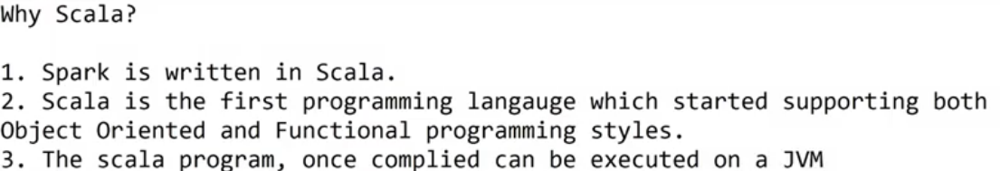 Why Scala?
1. Spark is written in Scala.
2. Scala is the first programming langauge which started supporting both
Object Oriented and Functional programming styles.
3. The scala program, once complied can be executed on a JVM